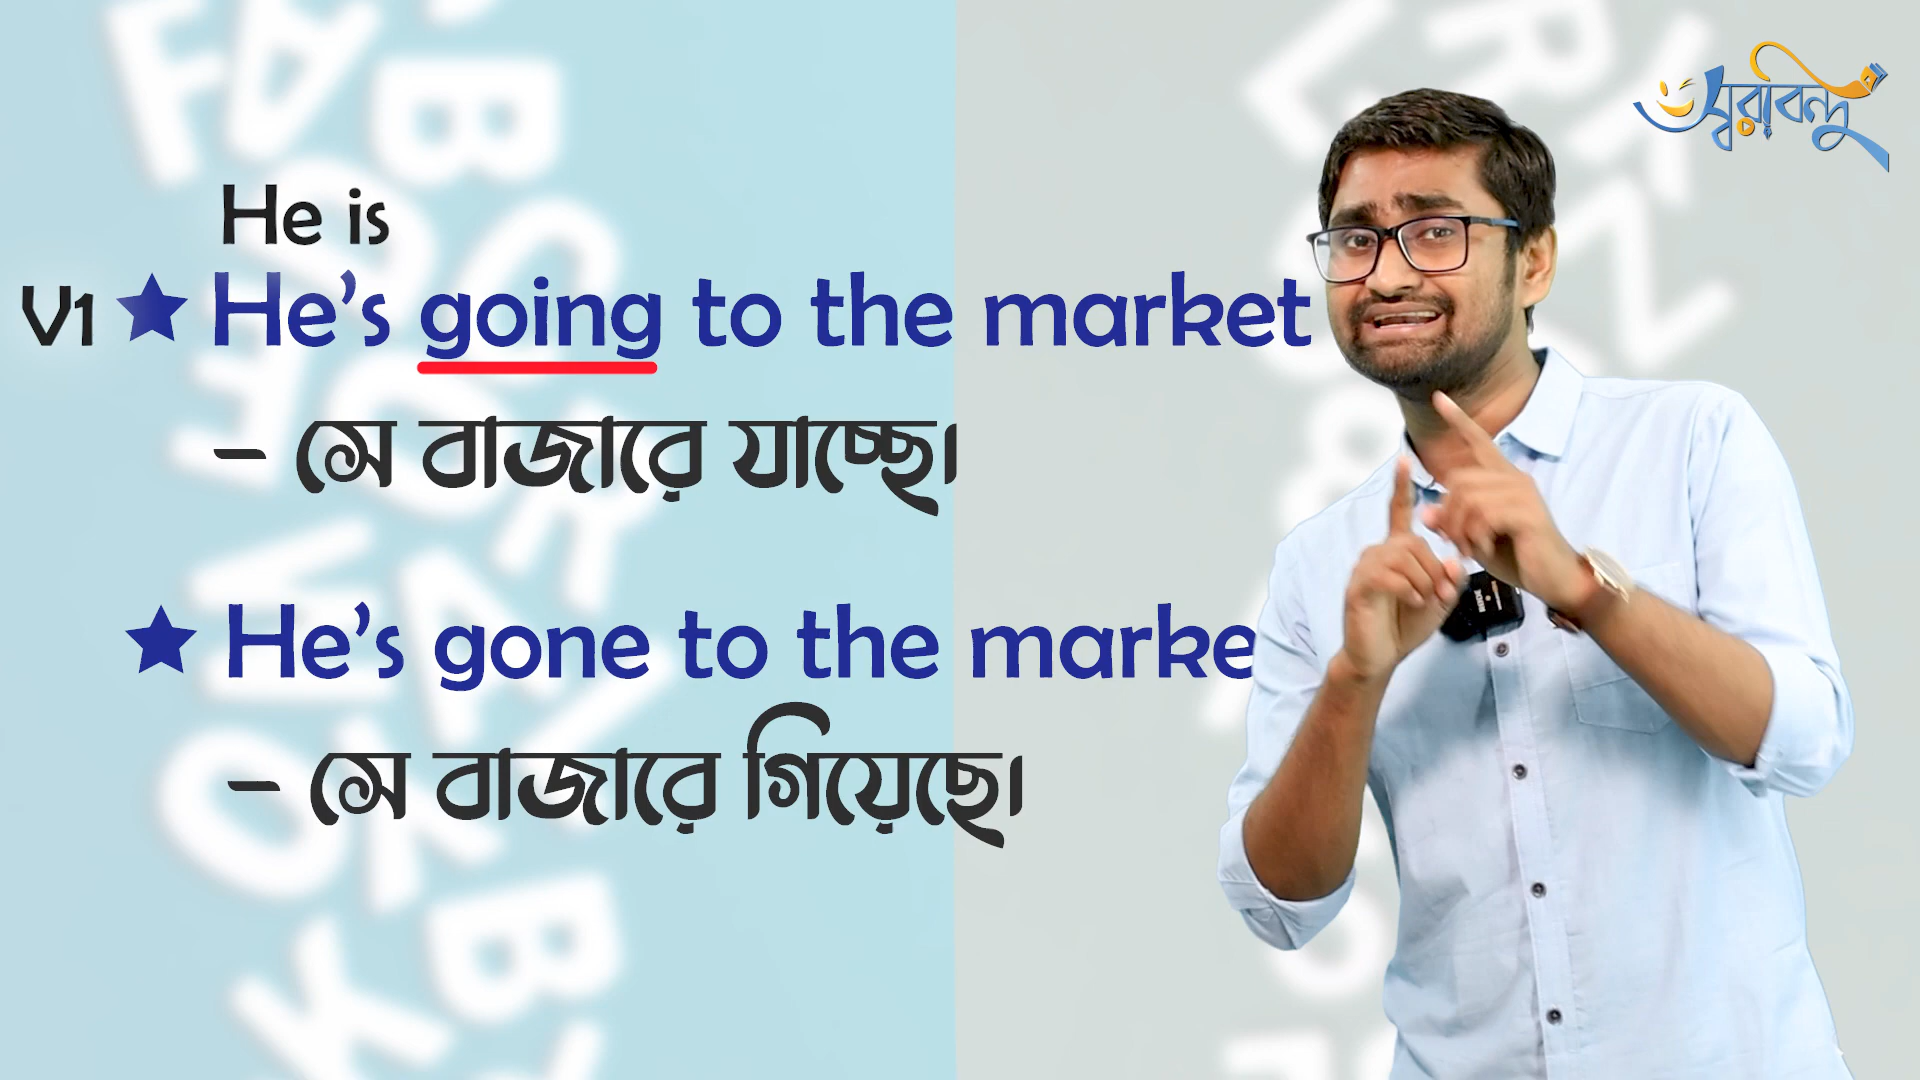 স্বরবিন্দু
He is
V1 ★ He's going to the market
– সে বাজারে যাচ্ছে।
★ He's gone to the marke
– সে বাজারে গিয়েছে।